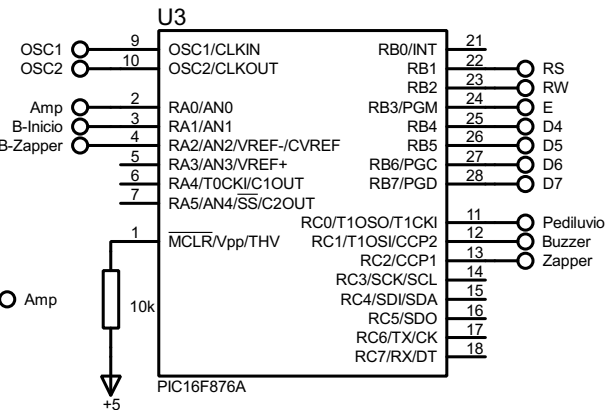 U3
OSC1 9 OSC1/CLKIN RB0/INT 21
OSC2 10 OSC2/CLKOUT RB1 22 RS
RB2 23 RW
Amp 2 RA0/AN0 RB3/PGM 24 E
B-Inicio 3 RA1/AN1 RB4 25 D4
B-Zapper 4 RA2/AN2/VREF-/CVREF RB5 26 D5
5 RA3/AN3/VREF+ RB6/PGC 27 D6
6 RA4/T0CKI/C1OUT RB7/PGD 28 D7
7 RA5/AN4/SS/C2OUT
RC0/T1OSO/T1CKI 11 Pediluvio
1 MCLR/Vpp/THV RC1/T1OSI/CCP2 12 Buzzer
RC2/CCP1 13 Zapper
RC3/SCK/SCL 14
Amp 10k RC4/SDI/SDA 15
RC5/SDO 16
RC6/TX/CK 17
RC7/RX/DT 18
PIC16F876A
+5